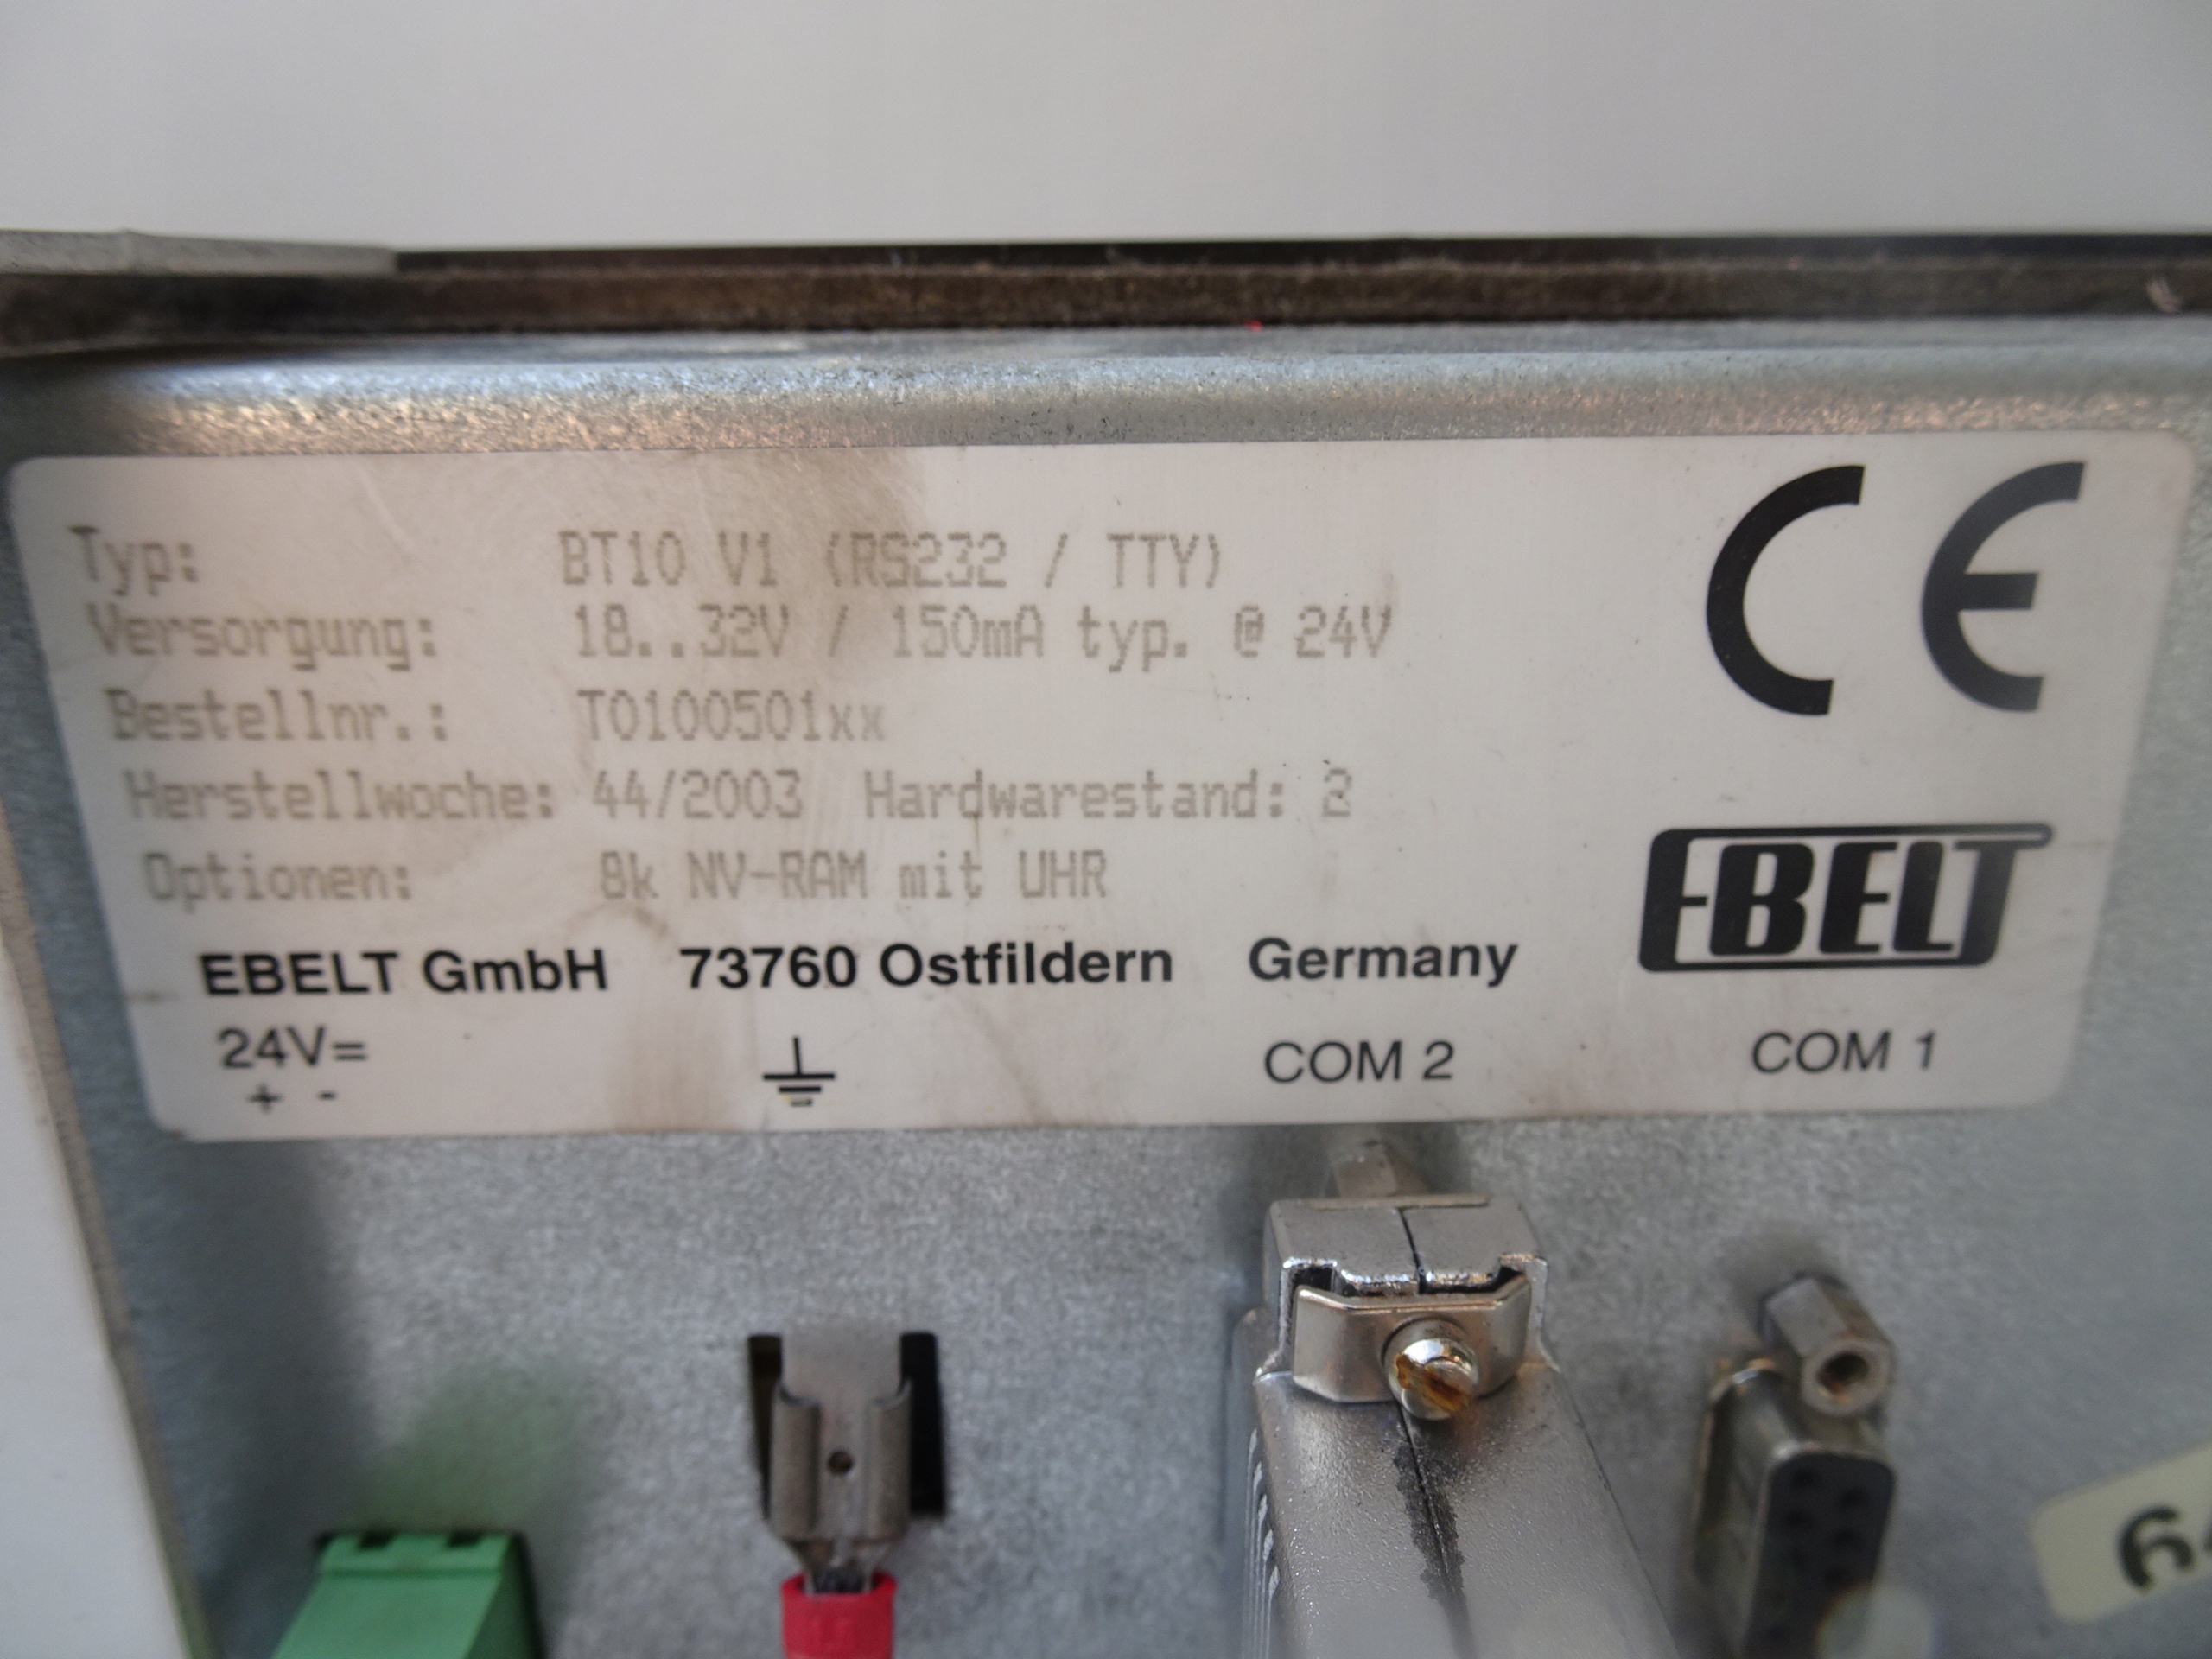 Typ: BT10 V1 (RS232 / TTY)
Versorgung: 18..32V / 150mA typ. @ 24V
Bestellnr.: T0100501xx
Herstellwoche: 44/2003 Hardwarestand: 2
Optionen: 8k NV-RAM mit UHR
CE
EBELT
EBELT GmbH 73760 Ostfildern Germany
24V= COM 2 COM 1
+ -